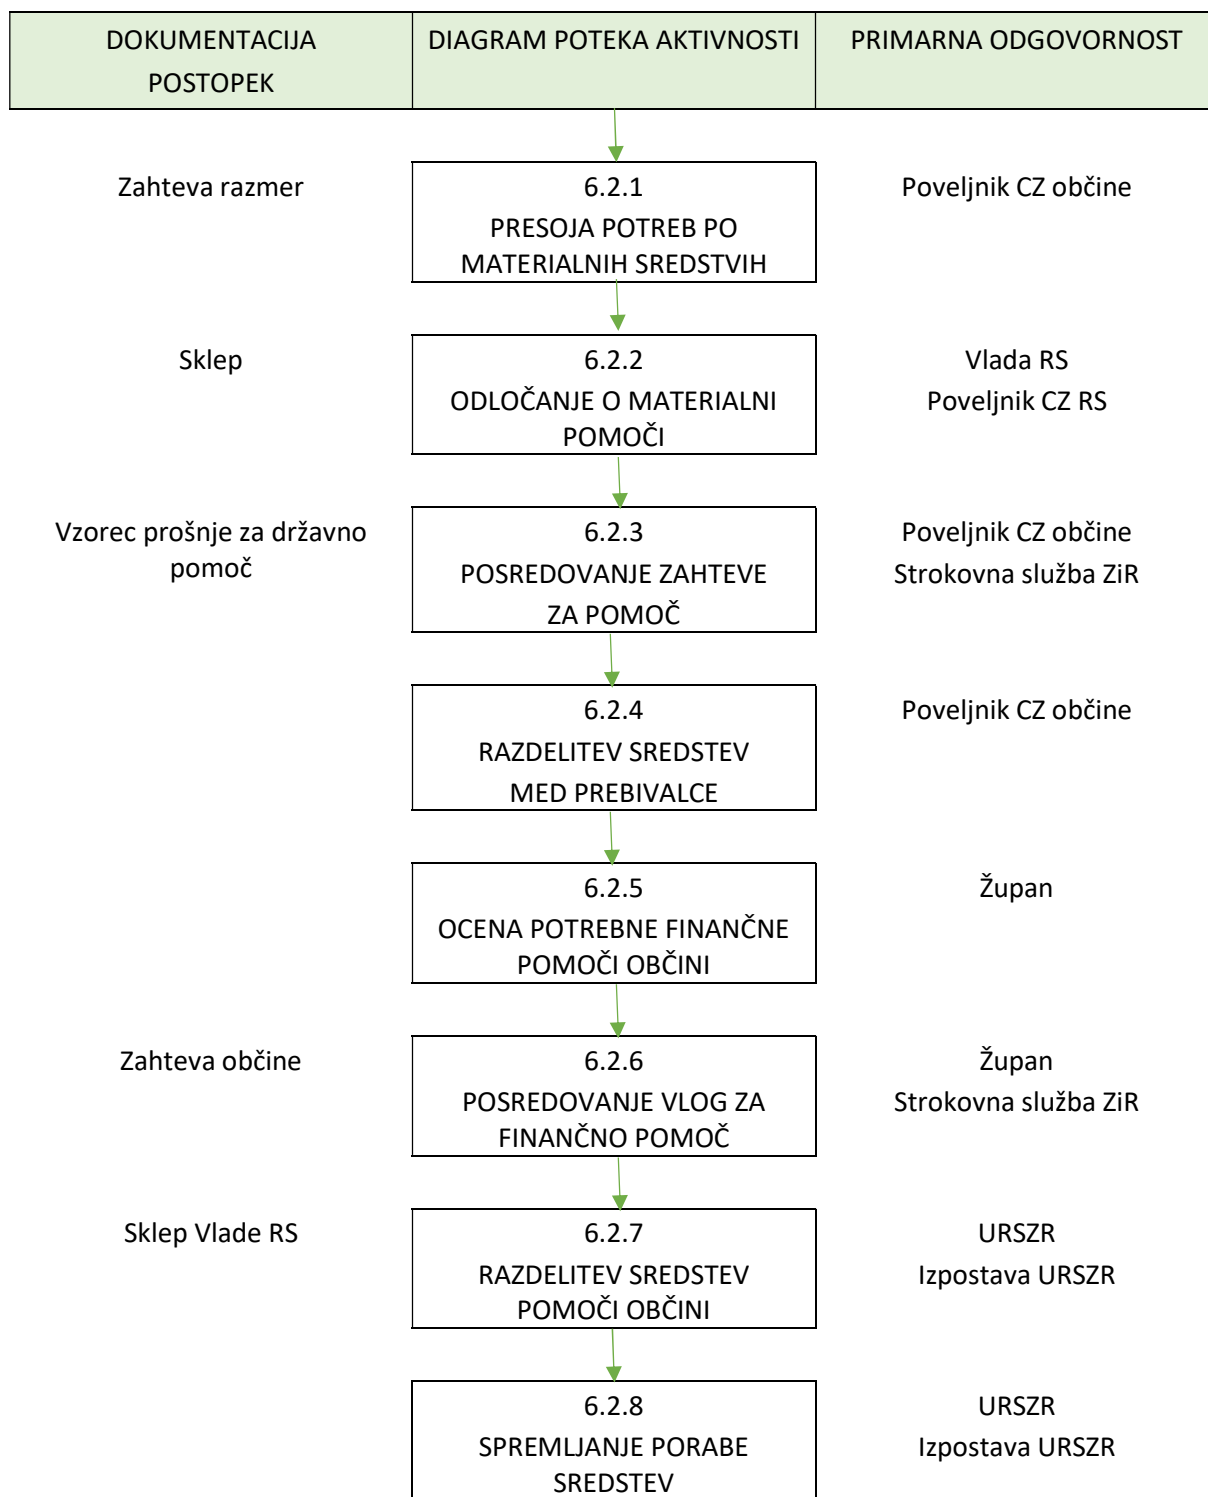 DOKUMENTACIJA
POSTOPEK
DIAGRAM POTEKA AKTIVNOSTI
PRIMARNA ODGOVORNOST
Zahteva razmer
6.2.1
PRESOJA POTREB PO
MATERIALNIH SREDSTVIH
Poveljnik CZ občine
Sklep
6.2.2
ODLOČANJE O MATERIALNI
POMOČI
Vlada RS
Poveljnik CZ RS
Vzorec prošnje za državno
pomoč
6.2.3
POSREDOVANJE ZAHTEVE
ZA POMOČ
Poveljnik CZ občine
Strokovna služba ZiR
6.2.4
RAZDELITEV SREDSTEV
MED PREBIVALCE
Poveljnik CZ občine
6.2.5
OCENA POTREBNE FINANČNE
POMOČI OBČINI
Župan
Zahteva občine
6.2.6
POSREDOVANJE VLOG ZA
FINANČNO POMOČ
Župan
Strokovna služba ZiR
Sklep Vlade RS
6.2.7
RAZDELITEV SREDSTEV
POMOČI OBČINI
URSZR
Izpostava URSZR
6.2.8
SPREMLJANJE PORABE
SREDSTEV
URSZR
Izpostava URSZR